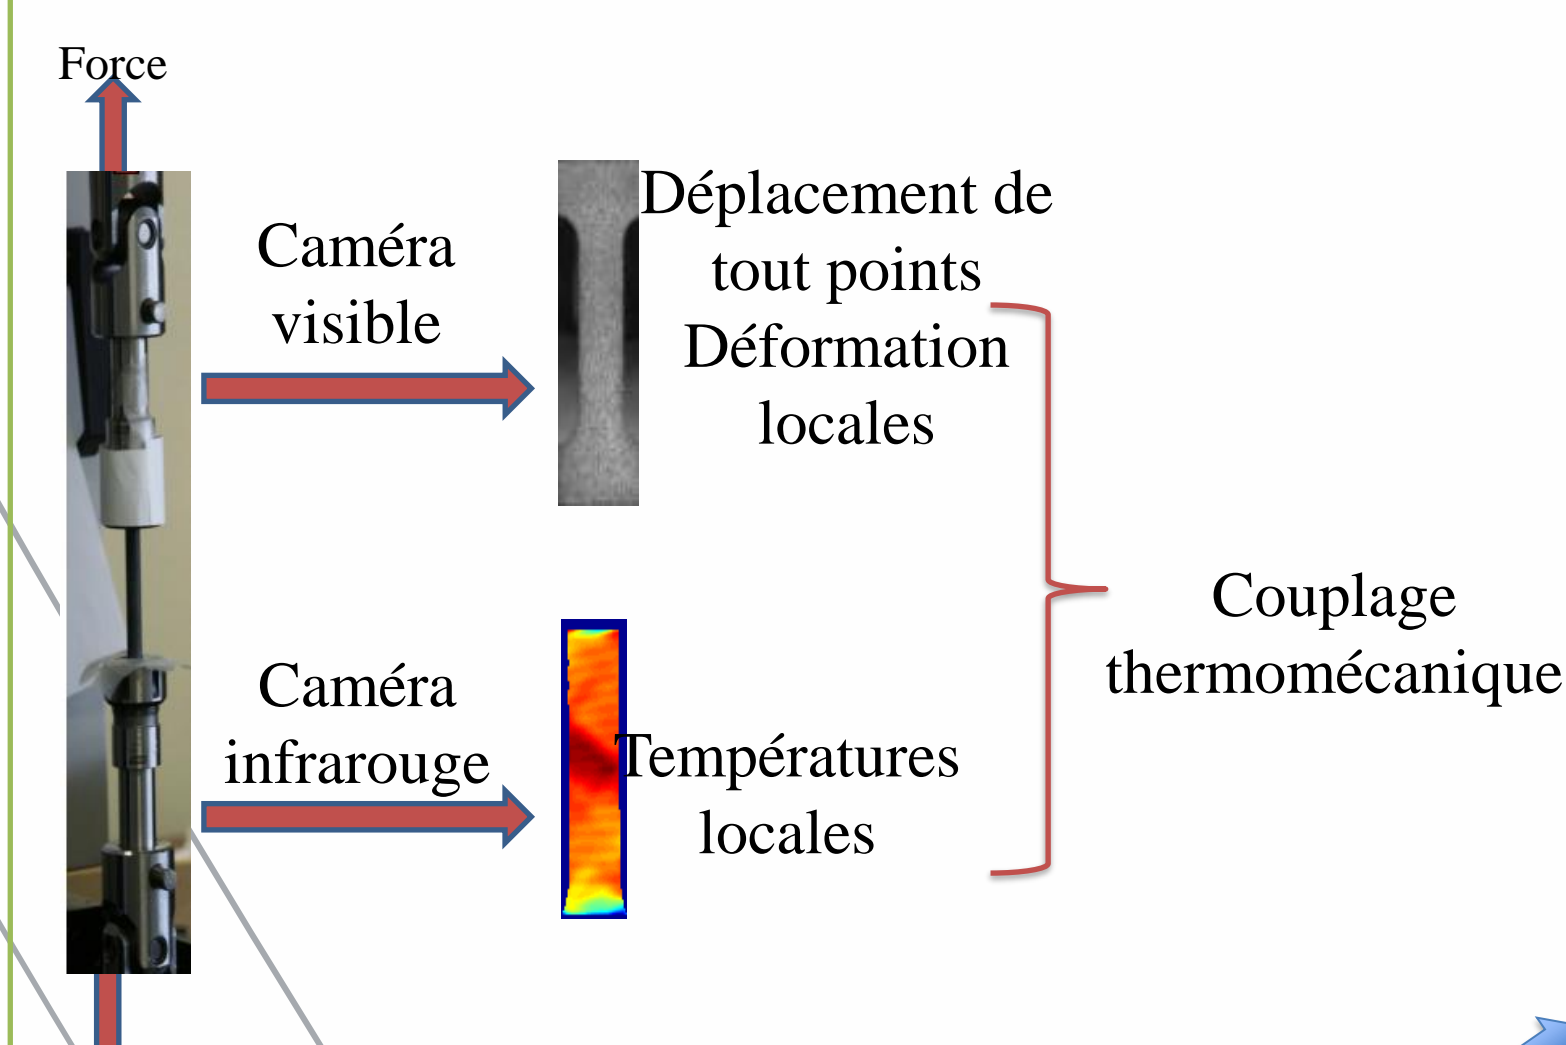 Force
Caméra
visible
Déplacement de
tout points
Déformation
locales
Caméra
infrarouge
Températures
locales
Couplage
thermomécanique